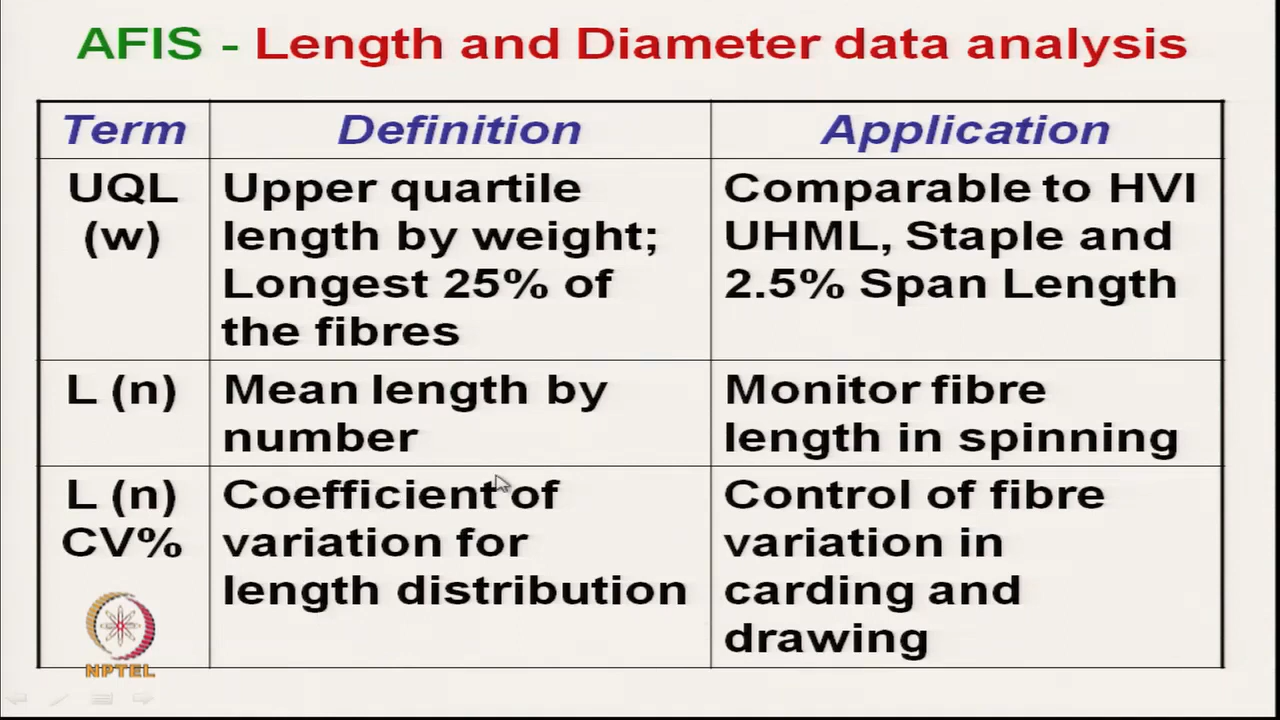 AFIS - Length and Diameter data analysis
Term Definition Application
UQL
(w)
Upper quartile
length by weight;
Longest 25% of
the fibres
Comparable to HVI
UHML, Staple and
2.5% Span Length
L (n)
Mean length by
number
Monitor fibre
length in spinning
L (n)
CV%
Coefficient of
variation for
length distribution
Control of fibre
variation in
carding and
drawing
NPTEL